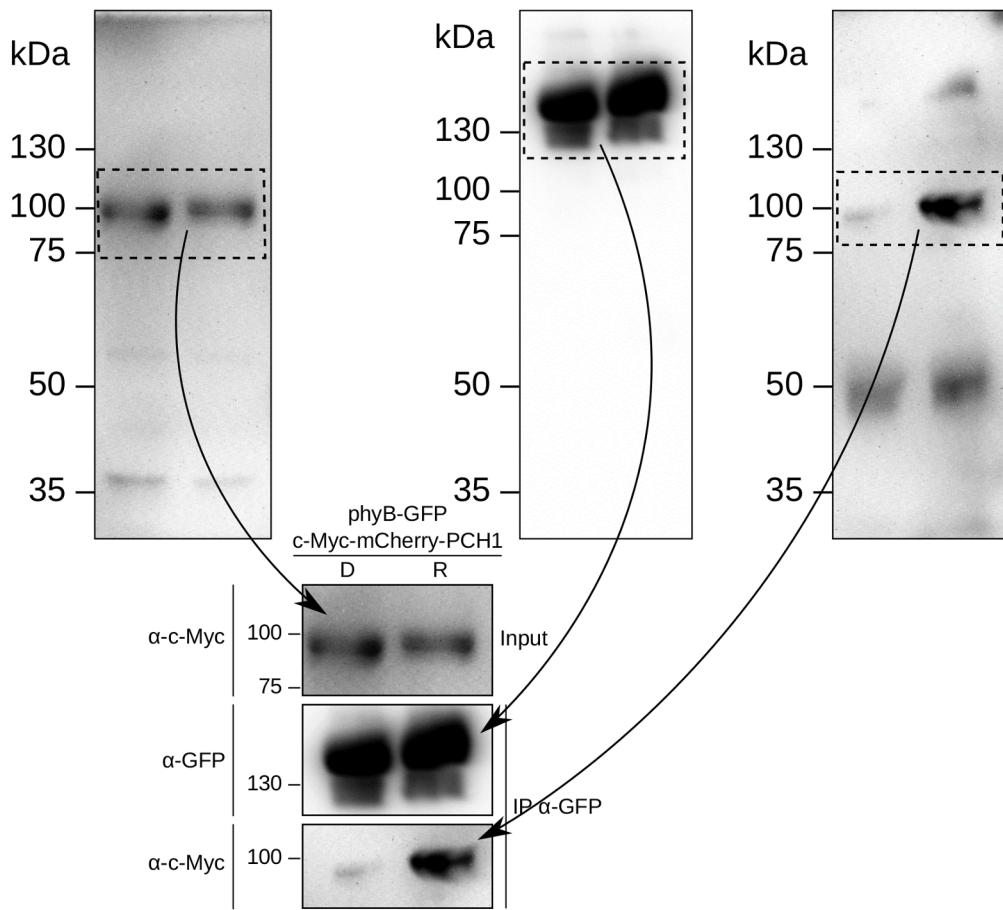 kDa
130
100
75
50
35
kDa
130
100
75
50
35
kDa
130
100
75
50
35
phyB-GFP
c-Myc-mCherry-PCH1
D R
α-c-Myc 100 Input
75
α-GFP
130
IP α-GFP
α-c-Myc 100